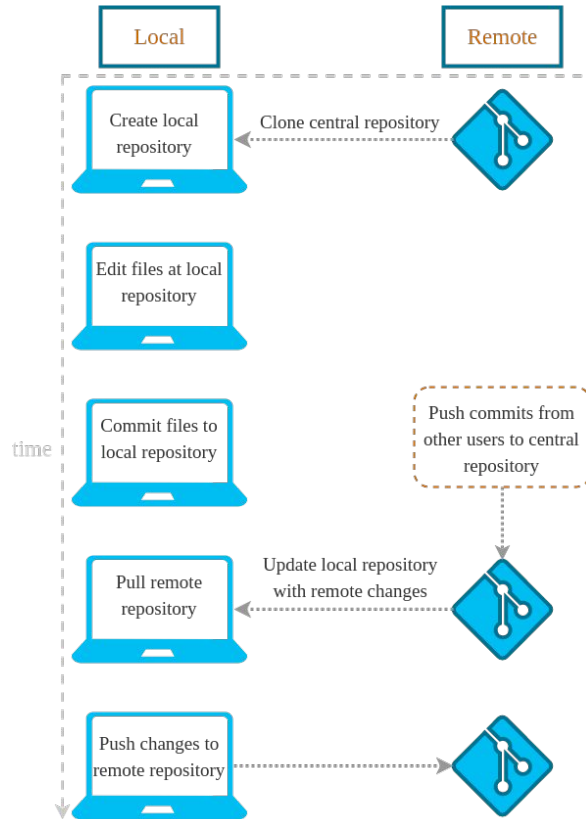 Local
Remote
Create local
repository
Clone central repository
Edit files at local
repository
Commit files to
local repository
Push commits from
other users to central
repository
time
Pull remote
repository
Update local repository
with remote changes
Push changes to
remote repository